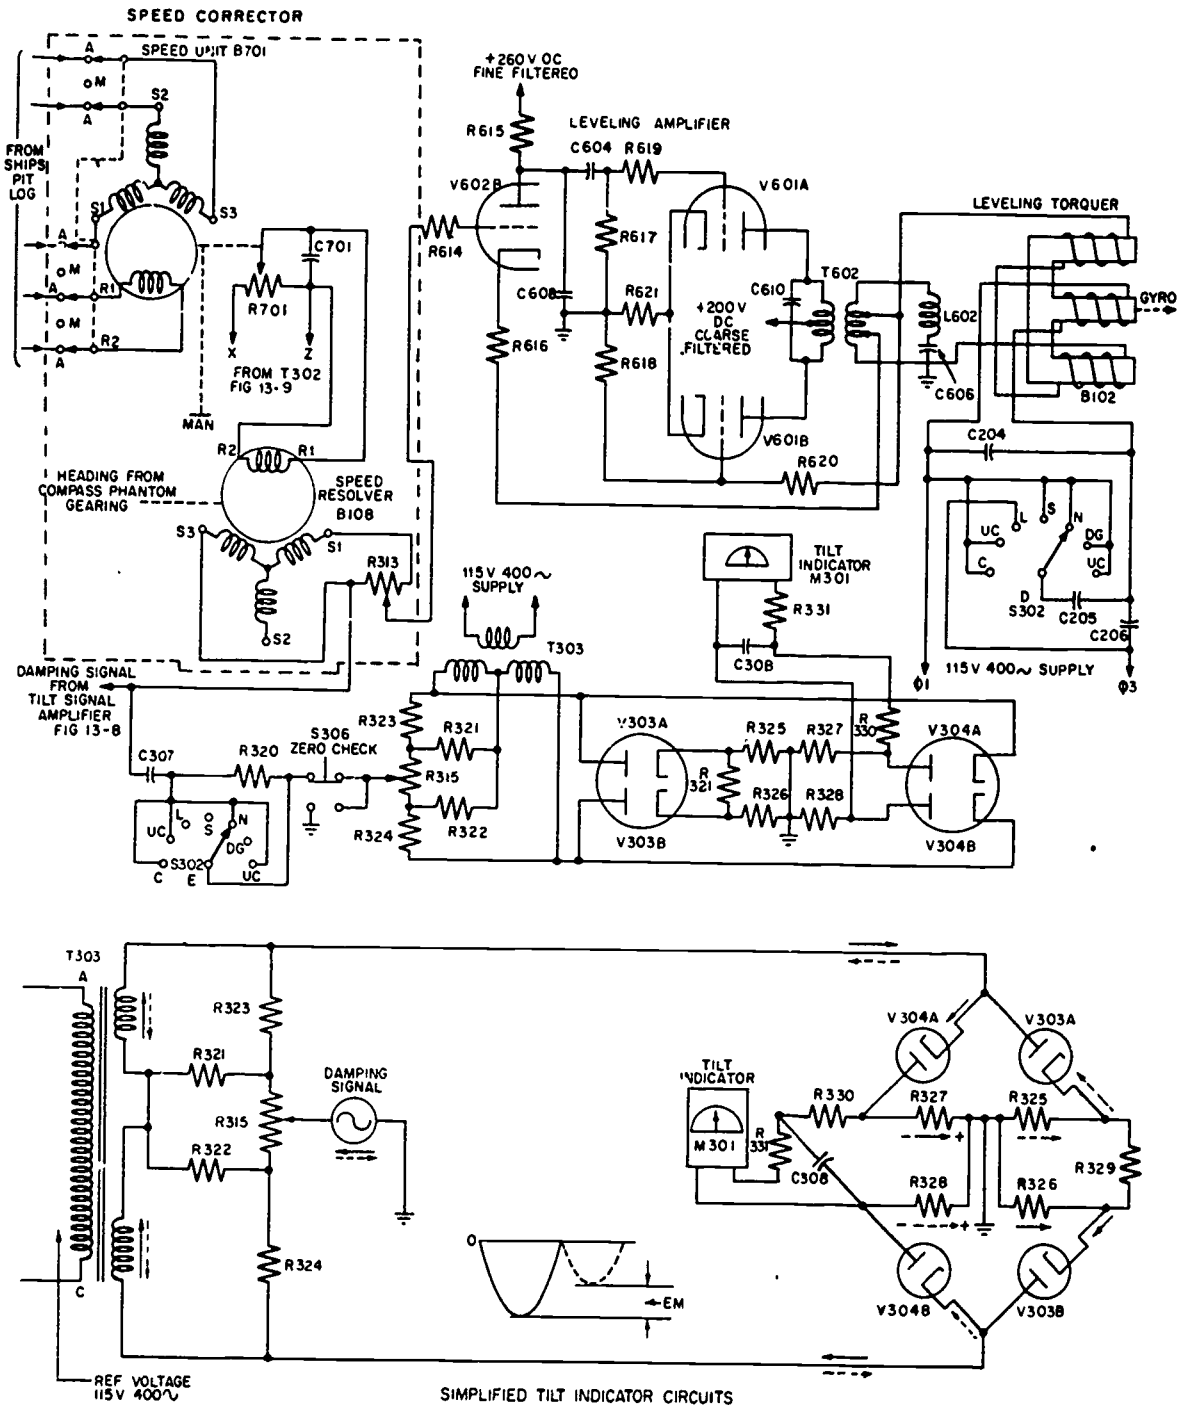 SPEED CORRECTOR
A
SPEED UNIT B701
M
S2
A
FROM
SHIPS
PIT
LOG
S1
S3
A
M
A
R1
M
A
R2
C701
R701
X
Z
FROM T302
FIG 13-9
MAN
R2
R1
HEADING FROM
COMPASS PHANTOM
GEARING
SPEED
RESOLVER
B108
S3
S1
R313
S2
+260V DC
FINE FILTERED
R615
LEVELING AMPLIFIER
C604
R619
V602B
V601A
R614
R617
C608
R621
R616
R618
+200V
DC
COARSE
FILTERED
C610
T602
V601B
R620
L602
C606
LEVELING TORQUER
GYRO
B102
C204
L
S
N
UC
DG
C
UC
D
S302
C205
C206
Φ1
115V 400~ SUPPLY
Φ3
TILT
INDICATOR
M301
R331
C308
115V 400~
SUPPLY
T303
DAMPING SIGNAL
FROM
TILT SIGNAL
AMPLIFIER
FIG 13-8
C307
R320
S306
ZERO CHECK
R323
R321
R315
R322
R324
L
S
N
UC
DG
S302
C
E
UC
V303A
R325
R327
R
330
V304A
R
321
R326
R328
V303B
V304B
T303
A
C
R323
R321
R315
R322
R324
DAMPING
SIGNAL
V304A
V303A
TILT
INDICATOR
M301
R330
R327
R325
R
331
+
C308
R329
R328
R326
+
V304B
V303B
O
EM
REF VOLTAGE
115V 400~
SIMPLIFIED TILT INDICATOR CIRCUITS